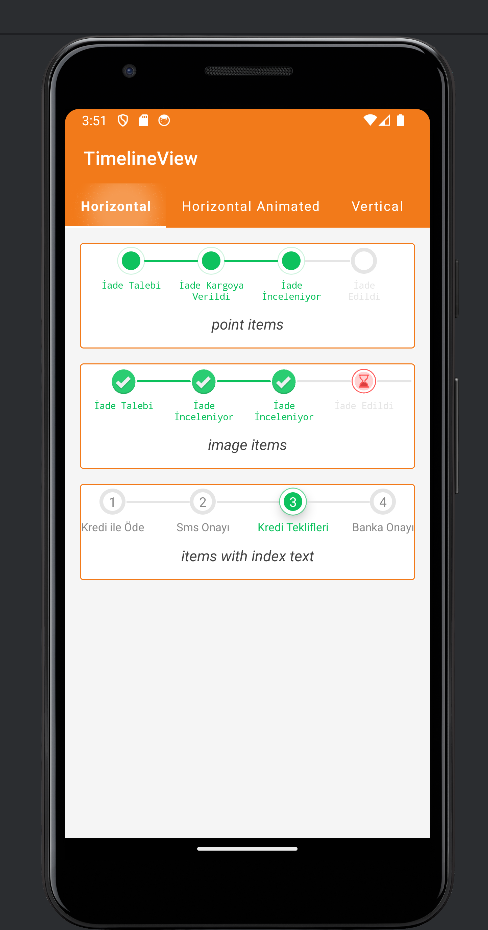 3:51
TimelineView
Horizontal
Horizontal Animated
Vertical
İade Talebi
İade Kargoya
Verildi
İade
İnceleniyor
İade
Edildi
point items
İade Talebi
İade
İnceleniyor
İade
İnceleniyor
İade Edildi
image items
1
2
3
4
Kredi ile Öde
Sms Onayı
Kredi Teklifleri
Banka Onayı
items with index text